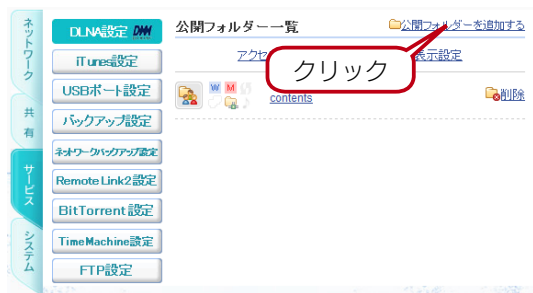 ネットワーク
共有
サービス
システム
DLNA設定
iTunes設定
USBポート設定
バックアップ設定
ネットワークバックアップ設定
Remote Link2設定
BitTorrent設定
TimeMachine設定
FTP設定
公開フォルダー一覧
公開フォルダーを追加する
アクセ
表示設定
クリック
W M
contents
削除